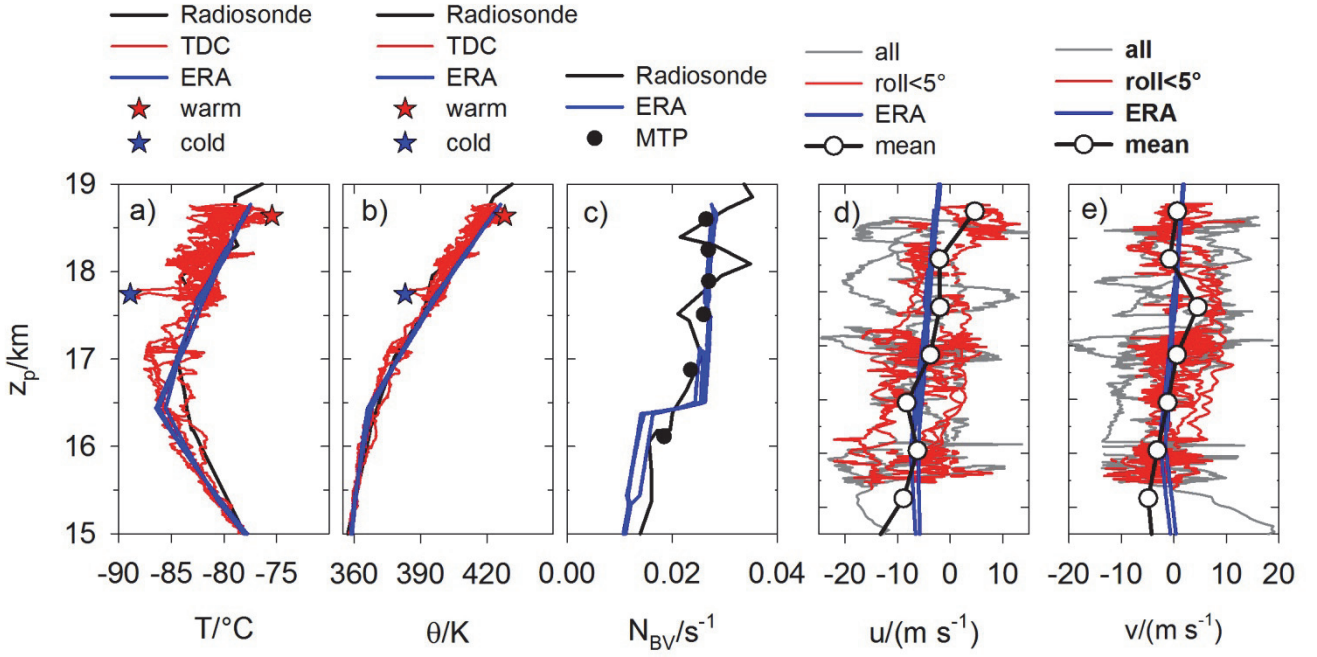 Radiosonde
TDC
ERA
warm
cold
Radiosonde
TDC
ERA
warm
cold
Radiosonde
ERA
MTP
all
roll<5°
ERA
mean
all
roll<5°
ERA
mean
a)
b)
c)
d)
e)
19
18
17
16
15
z_p/km
-90 -85 -80 -75
360 390 420
0.00 0.02 0.04
-20 -10 0 10
-20 -10 0 10 20
T/°C
θ/K
N_BV/s⁻¹
u/(m s⁻¹)
v/(m s⁻¹)